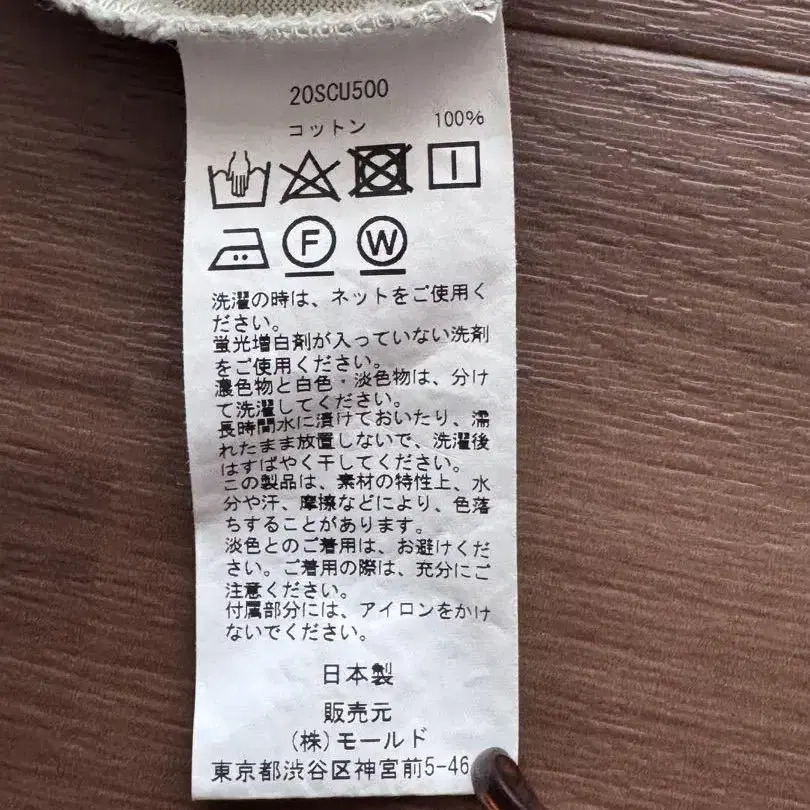 20SCU500
コットン 100%
F W
洗濯の時は、ネットをご使用く
ださい。
蛍光増白剤が入っていない洗剤
をご使用ください。
濃色物と白色・淡色物は、分け
て洗濯してください。
長時間水に漬けておいたり、濡
れたまま放置しないで、洗濯後
はすばやく干してください。
この製品は、素材の特性上、水
分や汗、摩擦などにより、色落
ちすることがあります。
淡色とのご着用は、お避けくだ
さい。ご着用の際は、充分にご
注意ください。
付属部分には、アイロンをかけ
ないでください。
日本製
販売元
(株)モールド
東京都渋谷区神宮前5-46